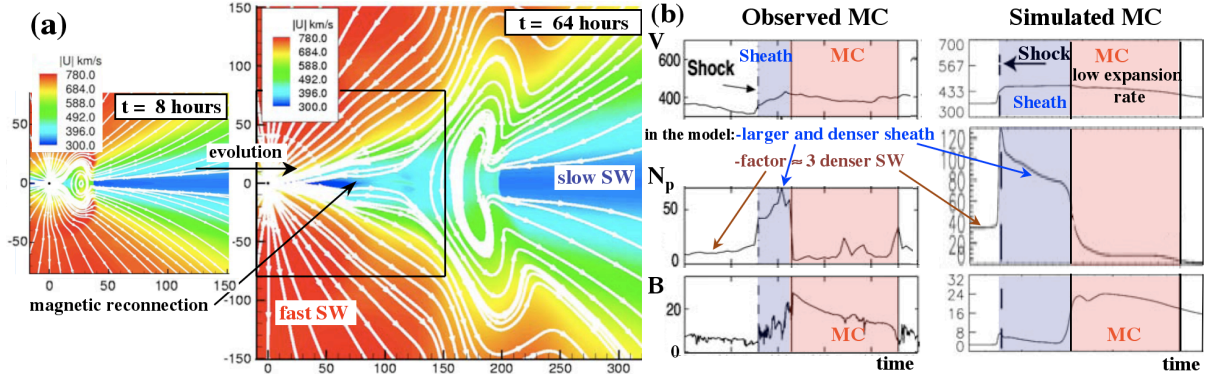 (a)
|U| km/s
780.0
684.0
588.0
492.0
396.0
300.0
t = 8 hours
50
0
-50
0
50
100
150
|U| km/s
780.0
684.0
588.0
492.0
396.0
300.0
t = 64 hours
150
100
50
0
-50
-100
-150
0
50
100
150
200
250
300
evolution
magnetic reconnection
slow SW
fast SW
(b)
Observed MC
Simulated MC
V
600
400
Shock
Sheath
MC
700
567
433
300
Shock
Sheath
MC
low expansion
rate
in the model:-larger and denser sheath
-factor ≈ 3 denser SW
Np
50
0
120
100
80
60
40
20
0
B
20
0
MC
time
32
24
16
8
0
MC
time